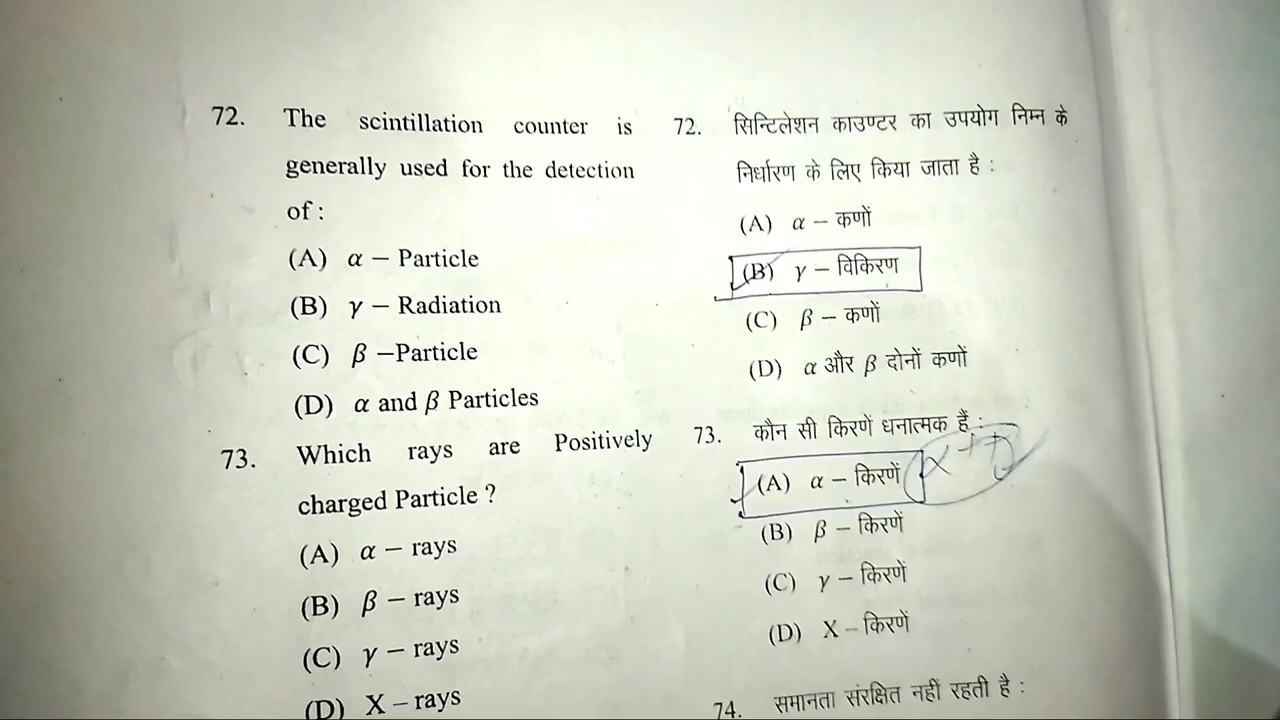 72. The scintillation counter is
generally used for the detection
of :
(A) α – Particle
(B) γ – Radiation
(C) β –Particle
(D) α and β Particles
73. Which rays are Positively
charged Particle ?
(A) α – rays
(B) β – rays
(C) γ – rays
(D) X – rays
72. सिन्टिलेशन काउण्टर का उपयोग निम्न के
निर्धारण के लिए किया जाता है :
(A) α – कणों
(B) γ – विकिरण
(C) β – कणों
(D) α और β दोनों कणों
73. कौन सी किरणें धनात्मक हैं :
(A) α – किरणें
(B) β – किरणें
(C) γ – किरणें
(D) X – किरणें
74. समानता संरक्षित नहीं रहती है :